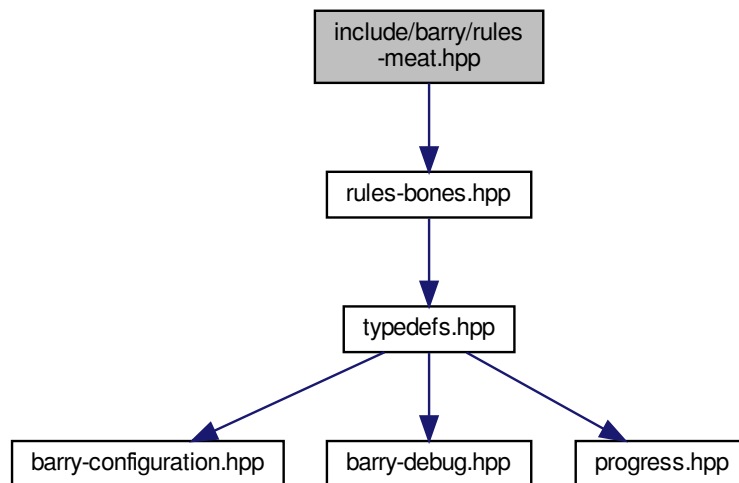 include/barry/rules
-meat.hpp
rules-bones.hpp
typedefs.hpp
barry-configuration.hpp
barry-debug.hpp
progress.hpp